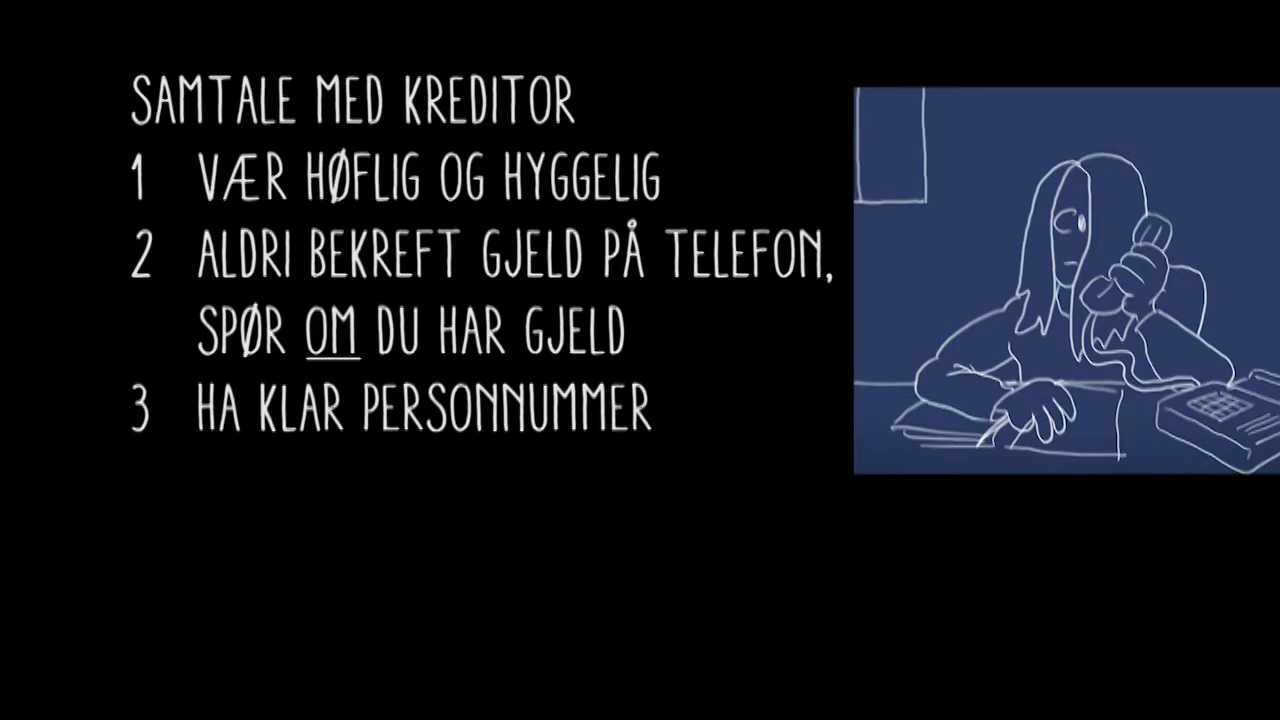 SAMTALE MED KREDITOR
1 VÆR HØFLIG OG HYGGELIG
2 ALDRI BEKREFT GJELD PÅ TELEFON,
SPØR OM DU HAR GJELD
3 HA KLAR PERSONNUMMER